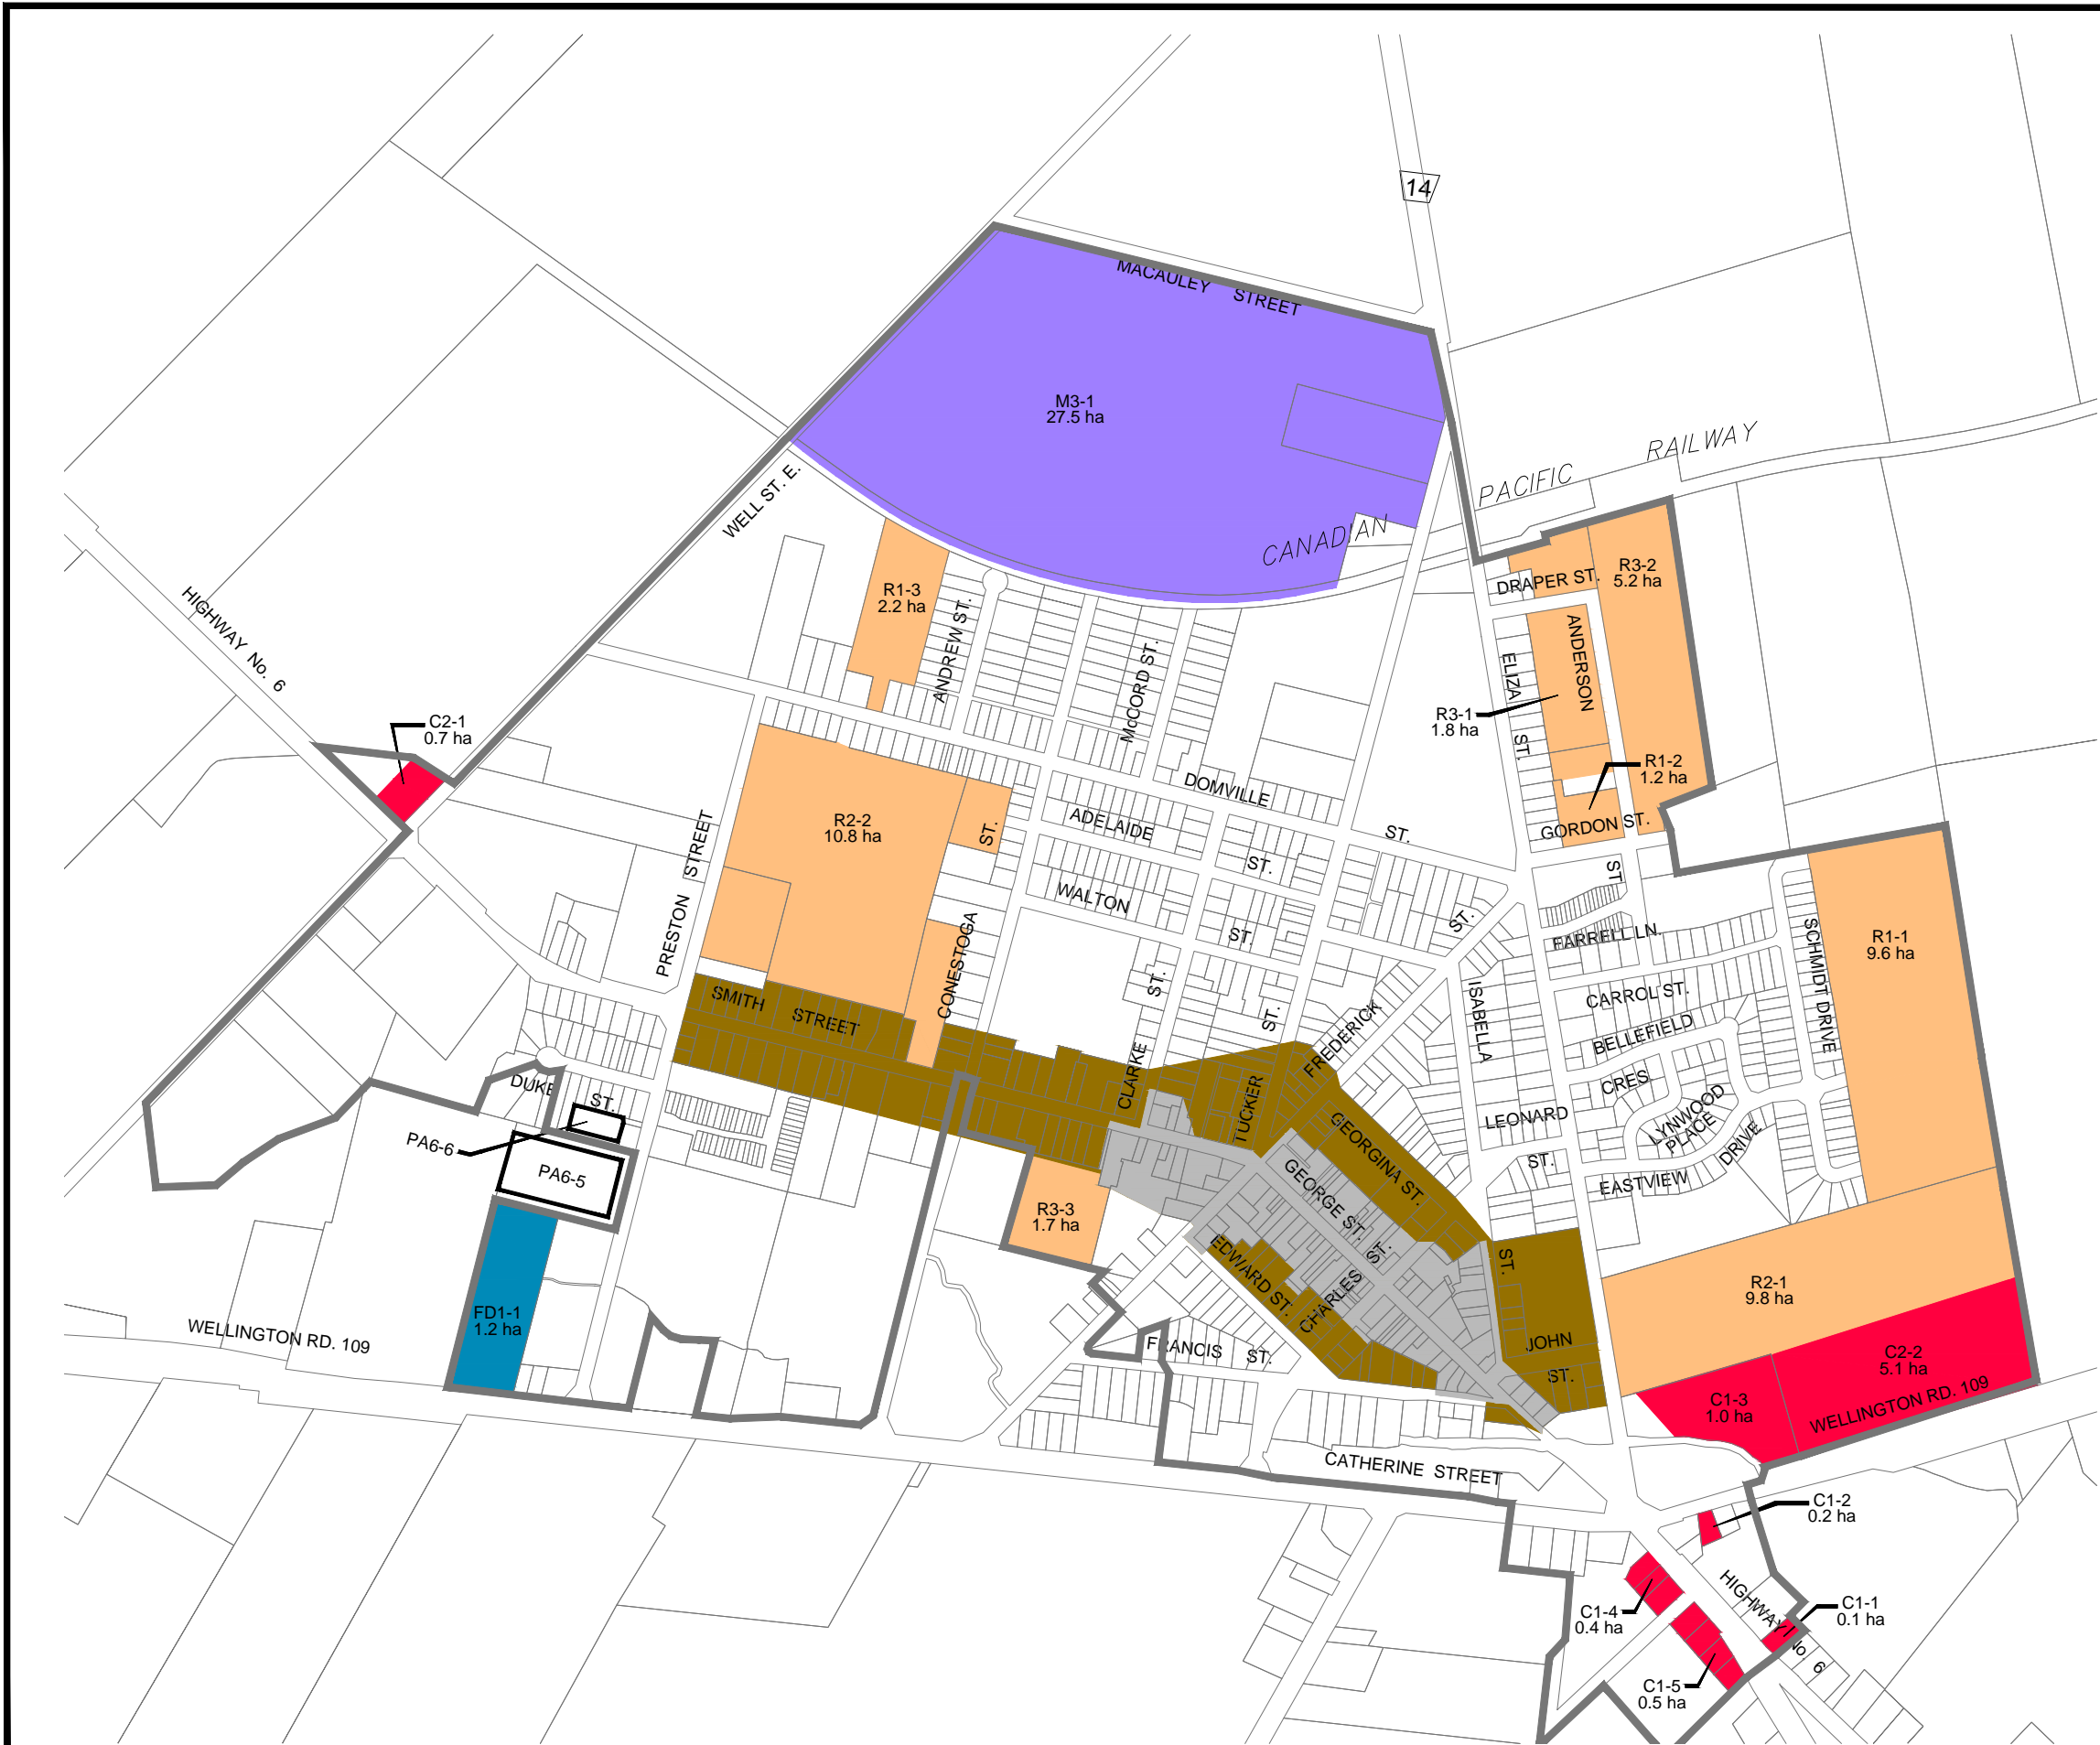 14
MACAULEY STREET
M3-1
27.5 ha
RAILWAY
PACIFIC
CANADIAN
WELL ST. E.
R3-2
5.2 ha
DRAPER ST.
R1-3
2.2 ha
ANDREW ST.
McCORD ST.
ANDERSON
ELIZA
ST.
HIGHWAY No. 6
R3-1
1.8 ha
C2-1
0.7 ha
R1-2
1.2 ha
DOMVILLE
ST.
GORDON ST.
ADELAIDE
ST.
R2-2
10.8 ha
ST.
PRESTON STREET
WALTON
ST.
ST
ST.
FARRELL LN.
R1-1
9.6 ha
SCHMIDT DRIVE
CONESTOGA
ST.
ST.
ISABELLA
CARROL ST.
SMITH STREET
FREDERICK
BELLEFIELD
CRES
CLARKE
TUCKER
DUKE
ST.
LEONARD
ST.
LYNWOOD
PLACE
GEORGINA ST.
PA6-6
PA6-5
DRIVE
EASTVIEW
GEORGE ST.
R3-3
1.7 ha
EDWARD ST.
CHARLES
ST.
ST.
R2-1
9.8 ha
FD1-1
1.2 ha
WELLINGTON RD. 109
FRANCIS ST.
JOHN
ST.
C2-2
5.1 ha
C1-3
1.0 ha
WELLINGTON RD. 109
CATHERINE STREET
C1-2
0.2 ha
HIGHWAY No 6
C1-4
0.4 ha
C1-1
0.1 ha
C1-5
0.5 ha